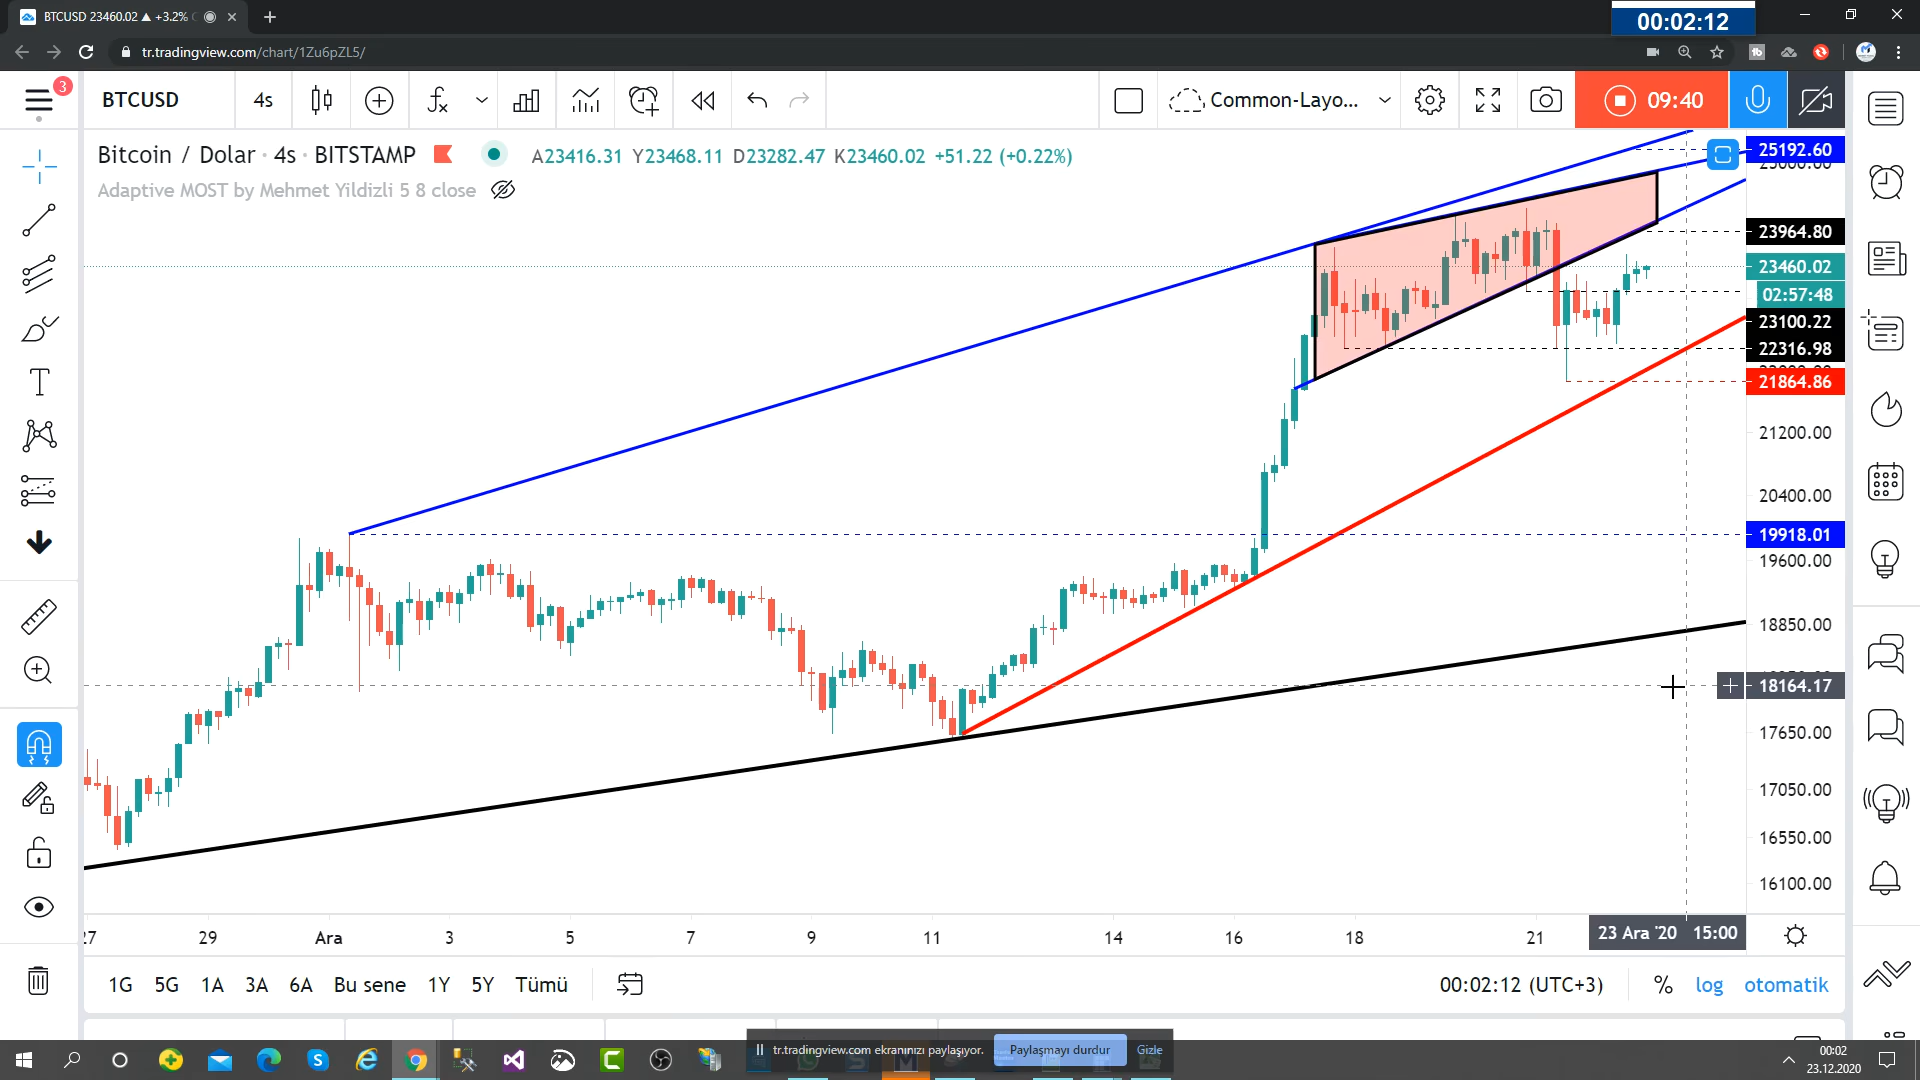 BTCUSD 23460.02 ▲ +3.2%
00:02:12
tr.tradingview.com/chart/1Zu6pZL5/
3
BTCUSD
4s
Common-Layo...
09:40
Bitcoin / Dolar · 4s · BITSTAMP
A23416.31 Y23468.11 D23282.47 K23460.02 +51.22 (+0.22%)
Adaptive MOST by Mehmet Yildizli 5 8 close
25192.60
23964.80
23460.02
02:57:48
23100.22
22316.98
21864.86
21200.00
20400.00
19918.01
19600.00
18850.00
18164.17
17650.00
17050.00
16550.00
16100.00
27 29 Ara 3 5 7 9 11 14 16 18 21
23 Ara '20 15:00
1G 5G 1A 3A 6A Bu sene 1Y 5Y Tümü
00:02:12 (UTC+3)
% log otomatik
tr.tradingview.com ekranınızı paylaşıyor.
Paylaşmayı durdur
Gizle
00:02
23.12.2020